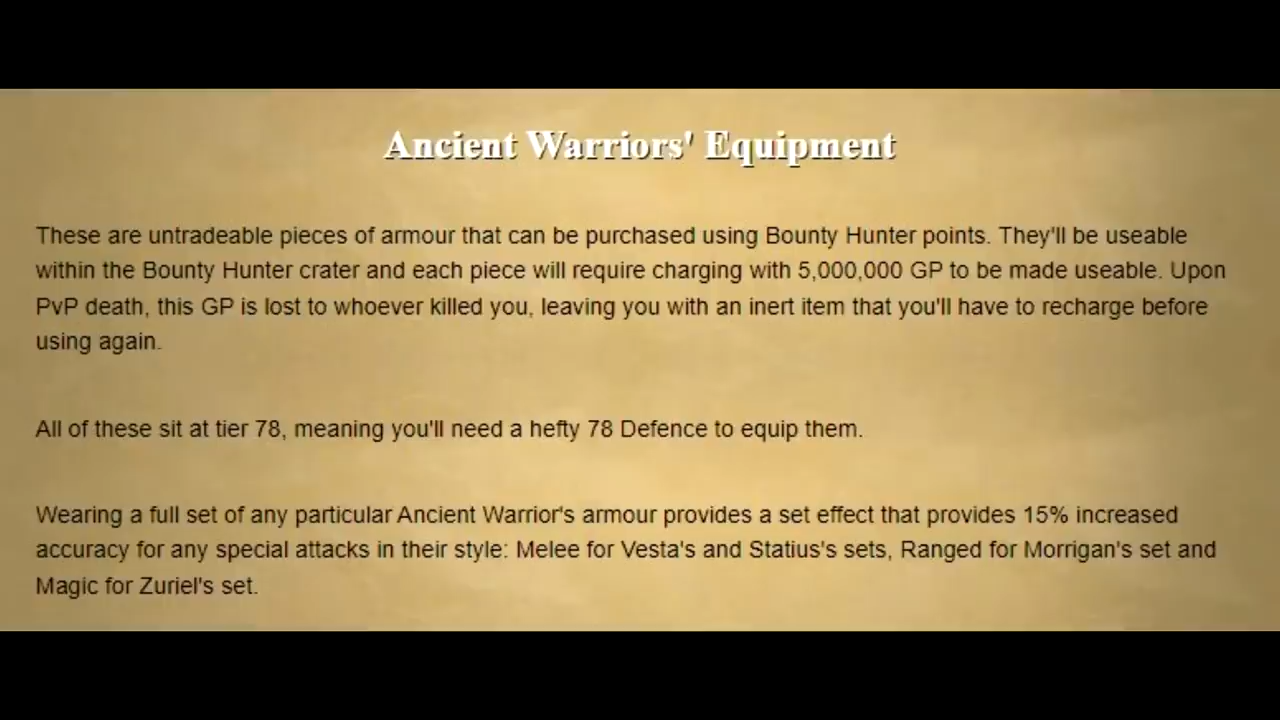 Ancient Warriors' Equipment
These are untradeable pieces of armour that can be purchased using Bounty Hunter points. They'll be useable
within the Bounty Hunter crater and each piece will require charging with 5,000,000 GP to be made useable. Upon
PvP death, this GP is lost to whoever killed you, leaving you with an inert item that you'll have to recharge before
using again.
All of these sit at tier 78, meaning you'll need a hefty 78 Defence to equip them.
Wearing a full set of any particular Ancient Warrior's armour provides a set effect that provides 15% increased
accuracy for any special attacks in their style: Melee for Vesta's and Statius's sets, Ranged for Morrigan's set and
Magic for Zuriel's set.